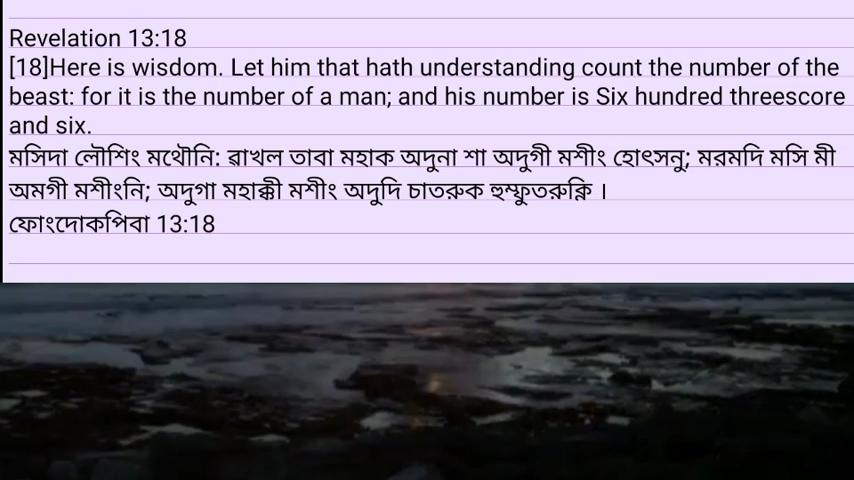 Revelation 13:18
[18]Here is wisdom. Let him that hath understanding count the number of the
beast: for it is the number of a man; and his number is Six hundred threescore
and six.
মসিদা লৌশিং মথৌনি: ৱাখল তাবা মহাক অদুনা শা অদুগী মশীং হোৎসনু; মরমদি মসি মী
অমগী মশীংনি; অদুগা মহাক্কী মশীং অদুদি চাতরুক হুম্ফুতরুক্নি ।
ফোংদোকপিবা 13:18